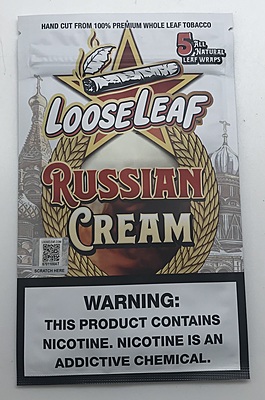 HAND CUT FROM 100% PREMIUM WHOLE LEAF TOBACCO
5 ALL NATURAL LEAF WRAPS
LOOSELEAF
RUSSIAN
CREAM
SCRATCH HERE
WARNING:
THIS PRODUCT CONTAINS
NICOTINE. NICOTINE IS AN
ADDICTIVE CHEMICAL.